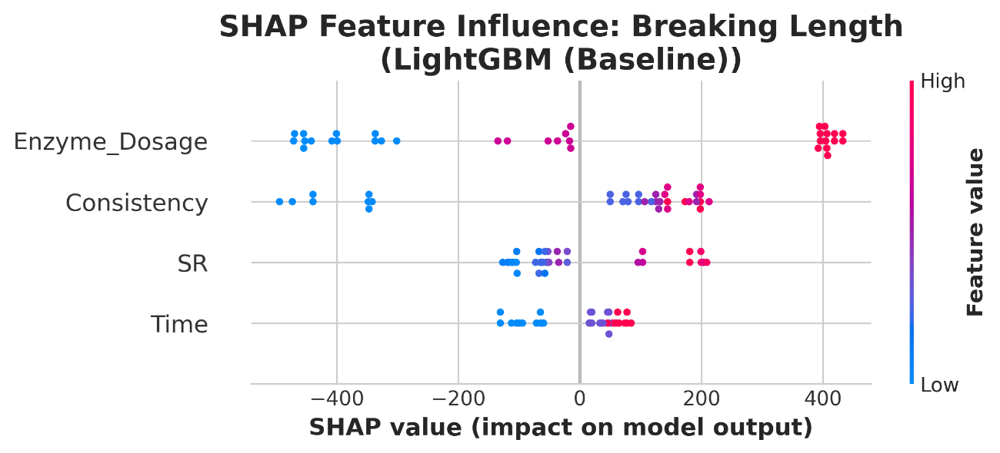 SHAP Feature Influence: Breaking Length
(LightGBM (Baseline))
High
Enzyme_Dosage
Consistency
SR
Time
Feature value
Low
−400
−200
0
200
400
SHAP value (impact on model output)